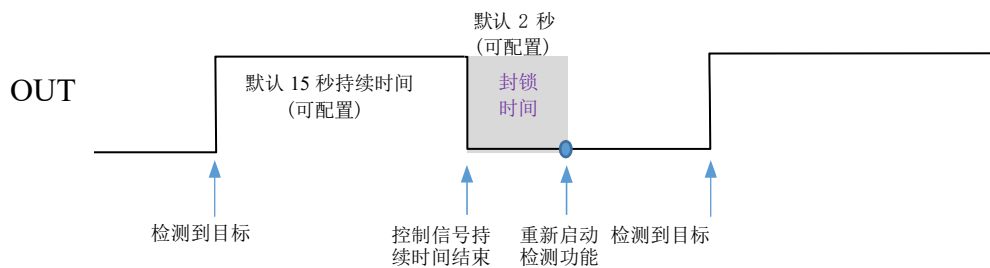 默认 2 秒
(可配置)
OUT
默认 15 秒持续时间
(可配置)
封锁
时间
检测到目标
控制信号持
续时间结束
重新启动
检测功能
检测到目标